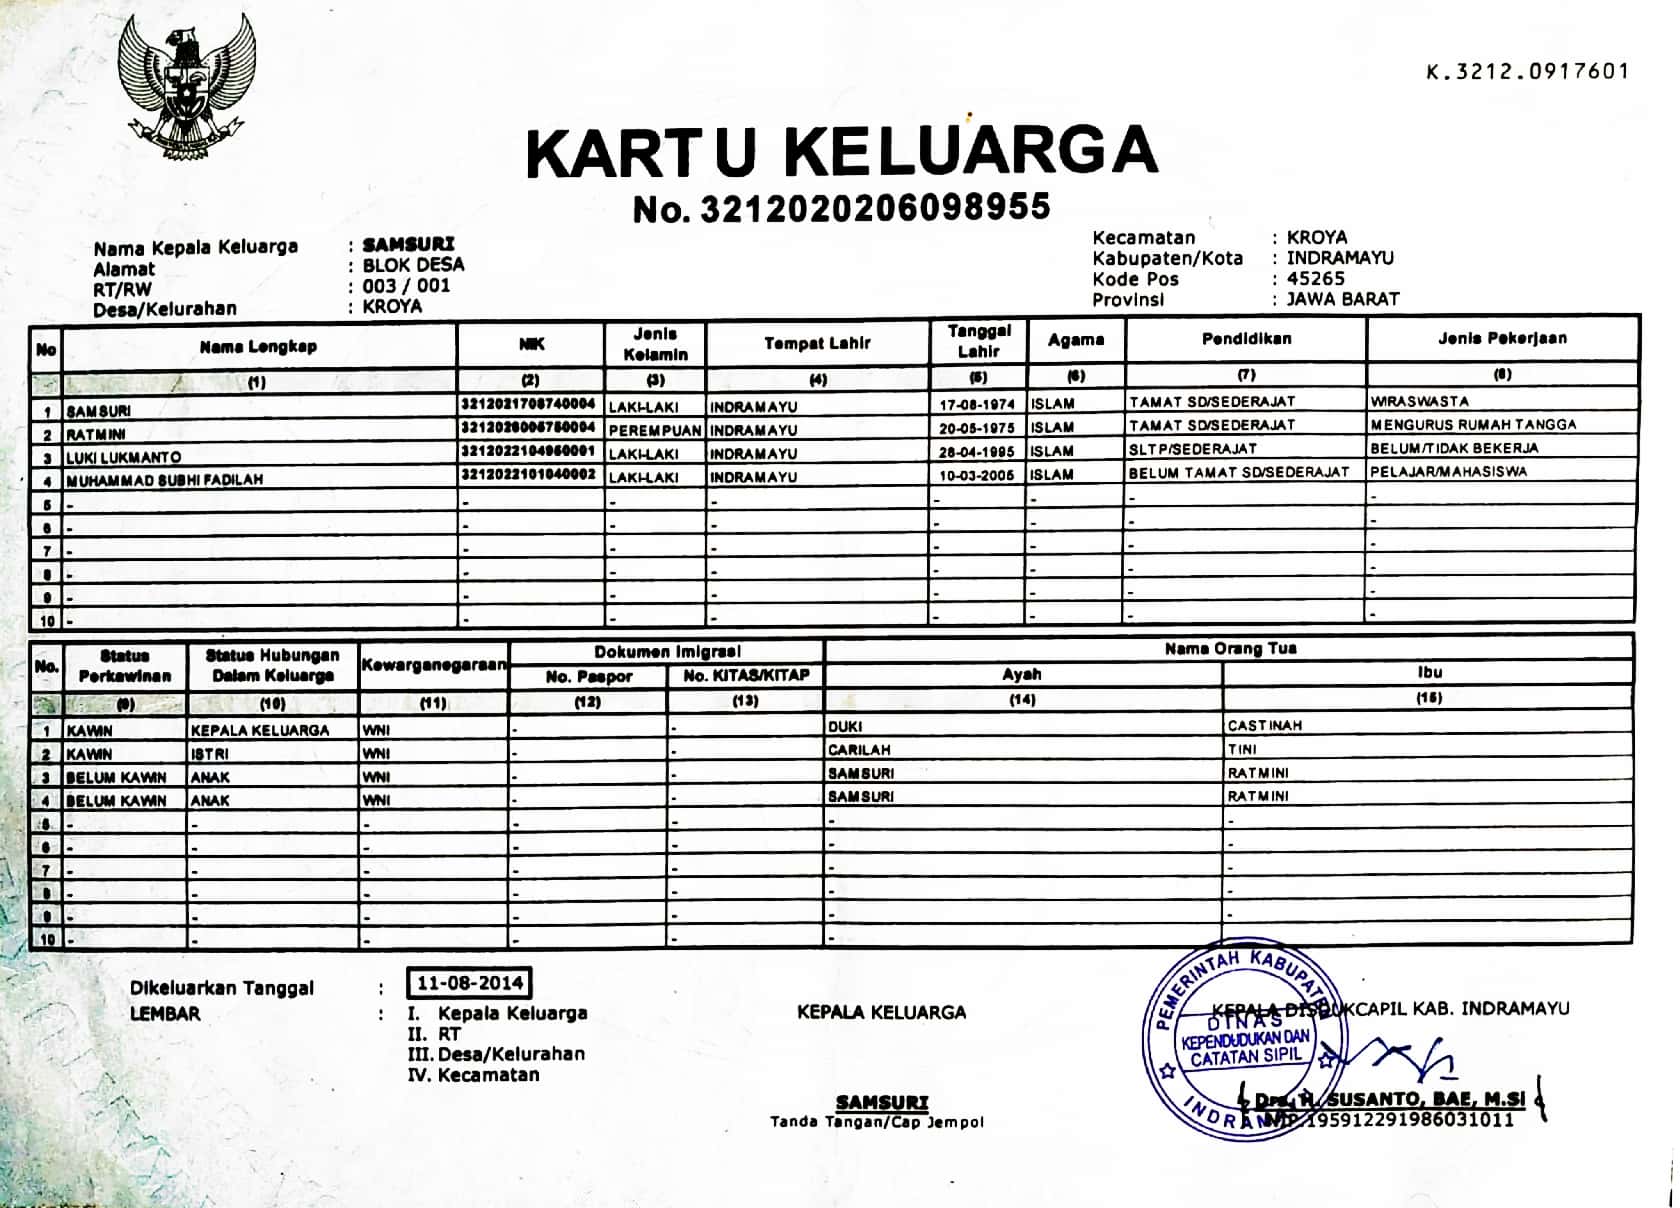 K.3212.0917601
KARTU KELUARGA
No. 3212020206098955
Nama Kepala Keluarga : SAMSURI
Alamat : BLOK DESA
RT/RW : 003 / 001
Desa/Kelurahan : KROYA
Kecamatan : KROYA
Kabupaten/Kota : INDRAMAYU
Kode Pos : 45265
Provinsi : JAWA BARAT
No Nama Lengkap NIK Jenis Kelamin Tempat Lahir Tanggal Lahir Agama Pendidikan Jenis Pekerjaan
(1) (2) (3) (4) (5) (6) (7) (8)
1 SAMSURI 3212021708740004 LAKI-LAKI INDRAMAYU 17-08-1974 ISLAM TAMAT SD/SEDERAJAT WIRASWASTA
2 RATMINI PEREMPUAN INDRAMAYU 20-05-1975 ISLAM TAMAT SD/SEDERAJAT MENGURUS RUMAH TANGGA
3 LUKI LUKMANTO LAKI-LAKI INDRAMAYU 28-04-1995 ISLAM SLTP/SEDERAJAT BELUM/TIDAK BEKERJA
4 MUHAMMAD SUBHI FADILAH LAKI-LAKI INDRAMAYU 10-03-2005 ISLAM BELUM TAMAT SD/SEDERAJAT PELAJAR/MAHASISWA
5 - - - - - - - -
6 - - - - - - - -
7 - - - - - - - -
8 - - - - - - - -
9 - - - - - - - -
10 - - - - - - - -
No. Status Perkawinan Status Hubungan Dalam Keluarga Kewarganegaraan Dokumen Imigrasi Nama Orang Tua
No. Paspor No. KITAS/KITAP Ayah Ibu
(9) (10) (11) (12) (13) (14) (15)
1 KAWIN KEPALA KELUARGA WNI - - DUKI CASTINAH
2 KAWIN ISTRI WNI - - CARILAH TINI
3 BELUM KAWIN ANAK WNI - - SAMSURI RATMINI
4 BELUM KAWIN ANAK WNI - - SAMSURI RATMINI
5 - - - - - - -
6 - - - - - - -
7 - - - - - - -
8 - - - - - - -
9 - - - - - - -
10 - - - - - - -
Dikeluarkan Tanggal : 11-08-2014
LEMBAR : I. Kepala Keluarga
II. RT
III. Desa/Kelurahan
IV. Kecamatan
KEPALA KELUARGA
SAMSURI
Tanda Tangan/Cap Jempol
KEPALA DISDUKCAPIL KAB. INDRAMAYU
PEMERINTAH KABUPATEN
DINAS
KEPENDUDUKAN DAN
CATATAN SIPIL
INDRAMAYU
Drs. H. SUSANTO, BAE, M.Si
NIP.195912291986031011